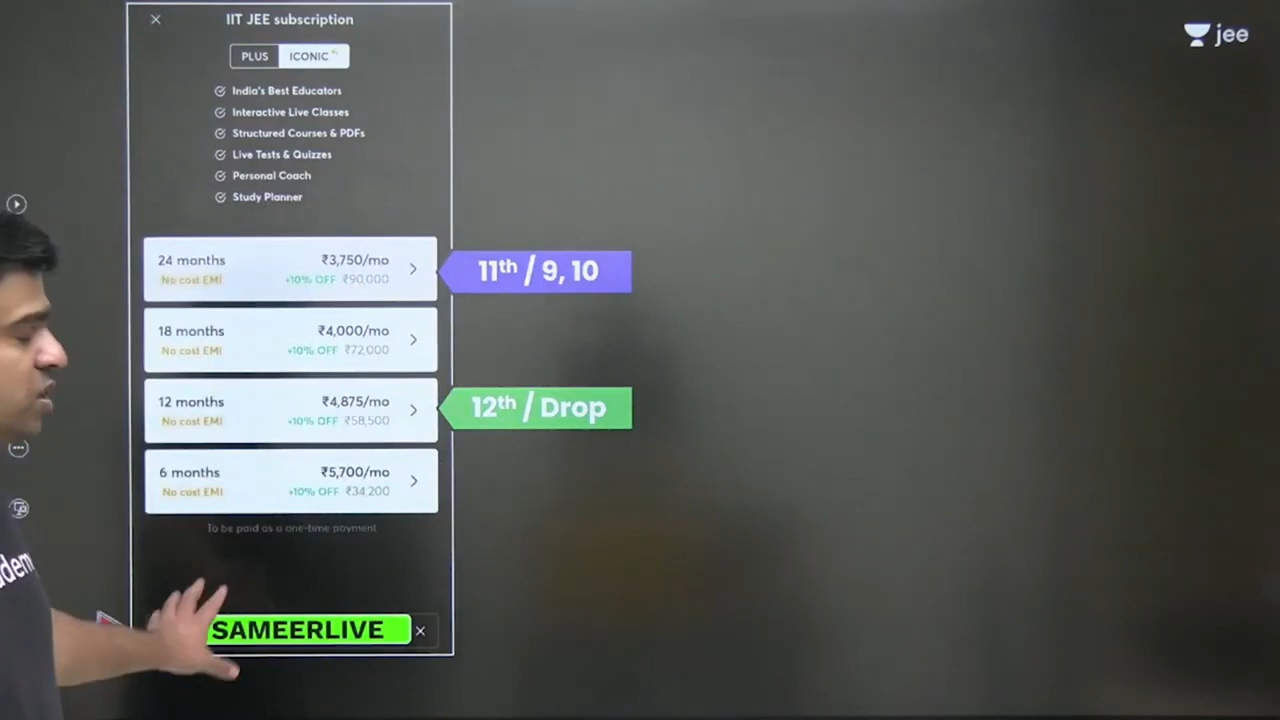 IIT JEE subscription
jee
PLUS
ICONIC
India's Best Educators
Interactive Live Classes
Structured Courses & PDFs
Live Tests & Quizzes
Personal Coach
Study Planner
24 months ₹3,750/mo
No cost EMI +10% OFF ₹90,000
11th / 9, 10
18 months ₹4,000/mo
No cost EMI +10% OFF ₹72,000
12 months ₹4,875/mo
No cost EMI +10% OFF ₹58,500
12th / Drop
6 months ₹5,700/mo
No cost EMI +10% OFF ₹34,200
To be paid as a one-time payment
SAMEERLIVE